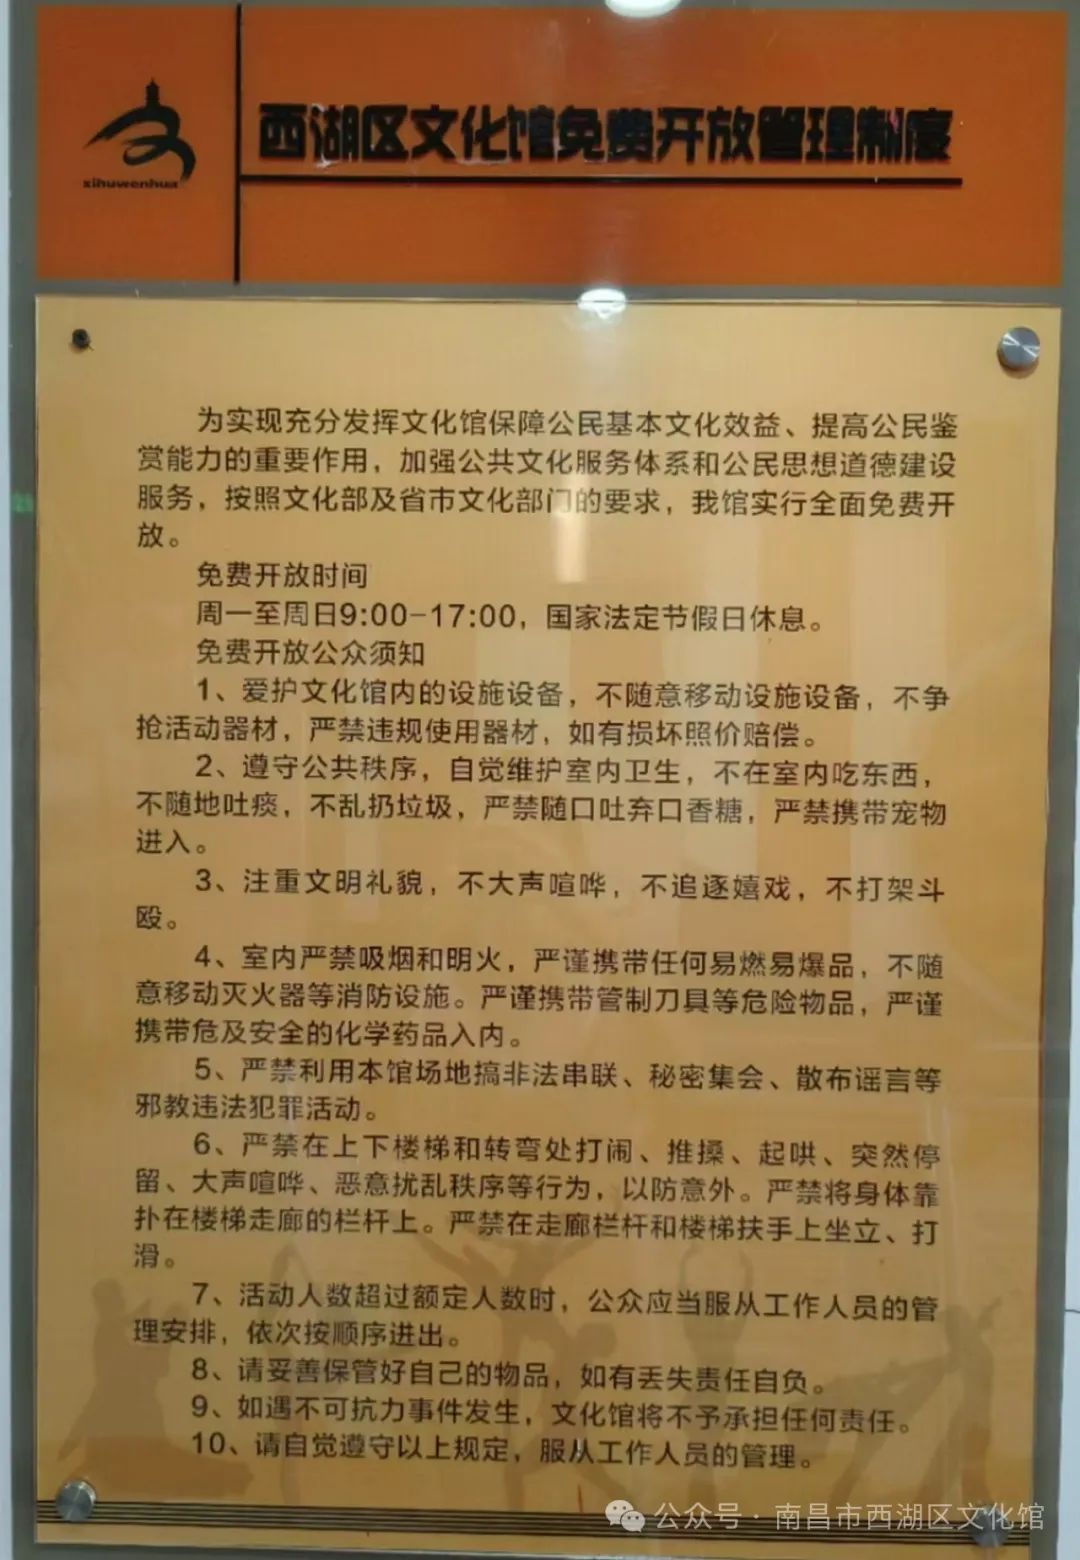 西湖区文化馆免费开放管理制度
xihuwenhua
为实现充分发挥文化馆保障公民基本文化效益、提高公民鉴
赏能力的重要作用，加强公共文化服务体系和公民思想道德建设
服务，按照文化部及省市文化部门的要求，我馆实行全面免费开
放。
免费开放时间
周一至周日9:00-17:00，国家法定节假日休息。
免费开放公众须知
1、爱护文化馆内的设施设备，不随意移动设施设备，不争
抢活动器材，严禁违规使用器材，如有损坏照价赔偿。
2、遵守公共秩序，自觉维护室内卫生，不在室内吃东西，
不随地吐痰，不乱扔垃圾，严禁随口吐弃口香糖，严禁携带宠物
进入。
3、注重文明礼貌，不大声喧哗，不追逐嬉戏，不打架斗
殴。
4、室内严禁吸烟和明火，严谨携带任何易燃易爆品，不随
意移动灭火器等消防设施。严谨携带管制刀具等危险物品，严谨
携带危及安全的化学药品入内。
5、严禁利用本馆场地搞非法串联、秘密集会、散布谣言等
邪教违法犯罪活动。
6、严禁在上下楼梯和转弯处打闹、推搡、起哄、突然停
留、大声喧哗、恶意扰乱秩序等行为，以防意外。严禁将身体靠
扑在楼梯走廊的栏杆上。严禁在走廊栏杆和楼梯扶手上坐立、打
滑。
7、活动人数超过额定人数时，公众应当服从工作人员的管
理安排，依次按顺序进出。
8、请妥善保管好自己的物品，如有丢失责任自负。
9、如遇不可抗力事件发生，文化馆将不予承担任何责任。
10、请自觉遵守以上规定，服从工作人员的管理。
公众号·南昌市西湖区文化馆